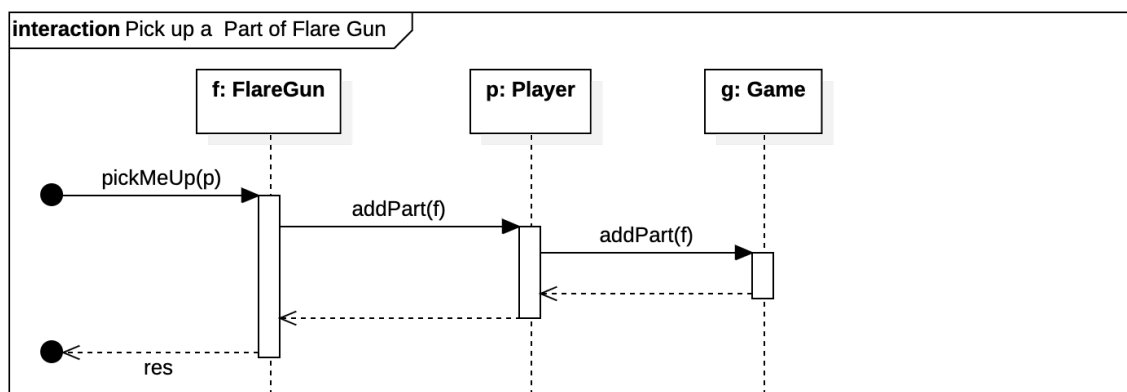 interaction Pick up a  Part of Flare Gun
f: FlareGun
p: Player
g: Game
pickMeUp(p)
addPart(f)
addPart(f)
res